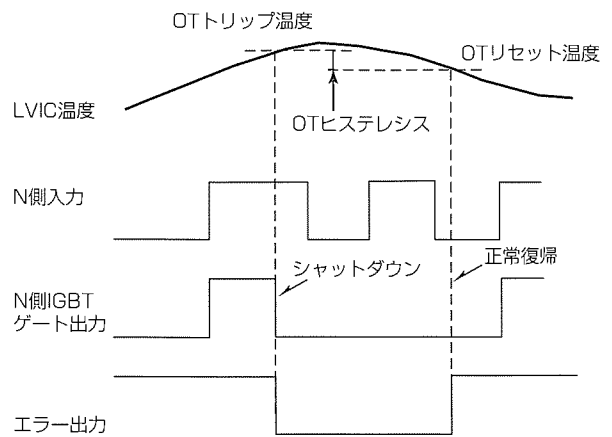 OTトリップ温度
OTリセット温度
LVIC温度
OTヒステレシス
N側入力
シャットダウン
正常復帰
N側IGBT
ゲート出力
エラー出力